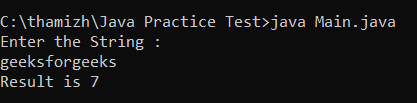 C:\thamizh\Java Practice Test>java Main.java
Enter the String :
geeksforgeeks
Result is 7